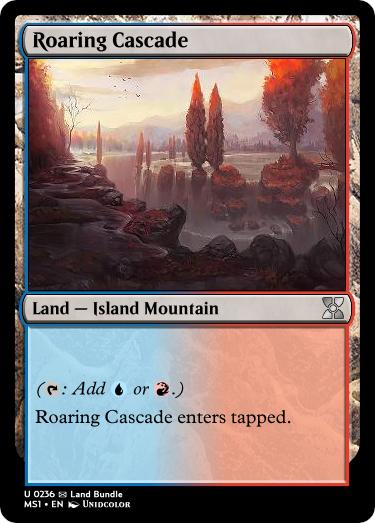 Roaring Cascade
Land — Island Mountain
(: Add or .)
Roaring Cascade enters tapped.
U 0236 Land Bundle
MS1 • EN Unidcolor